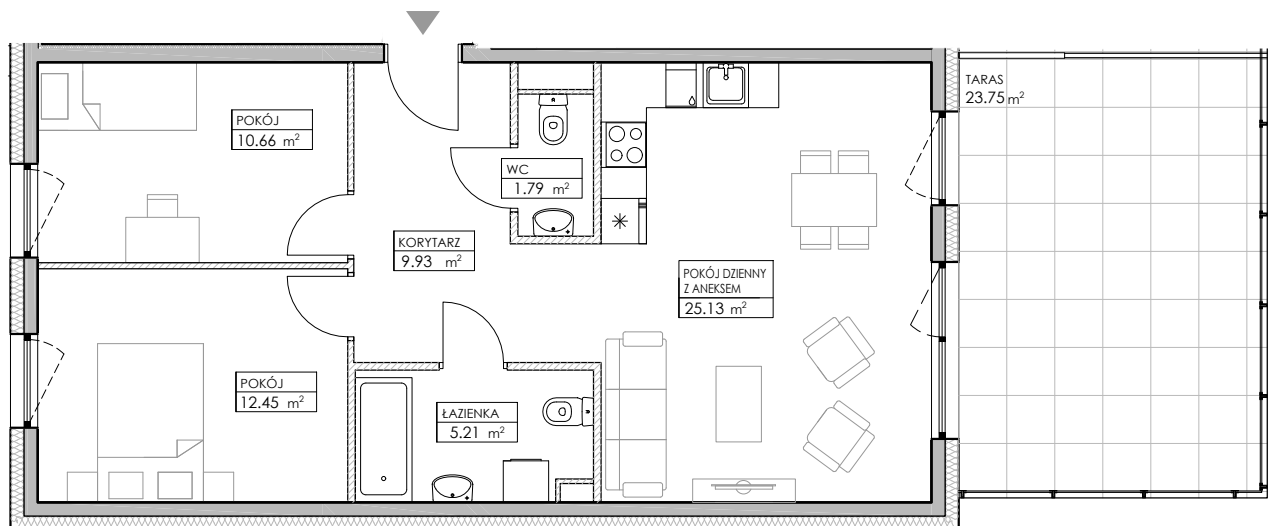 TARAS
23.75 m²
POKÓJ
10.66 m²
WC
1.79 m²
KORYTARZ
9.93 m²
POKÓJ DZIENNY
Z ANEKSEM
25.13 m²
POKÓJ
12.45 m²
ŁAZIENKA
5.21 m²